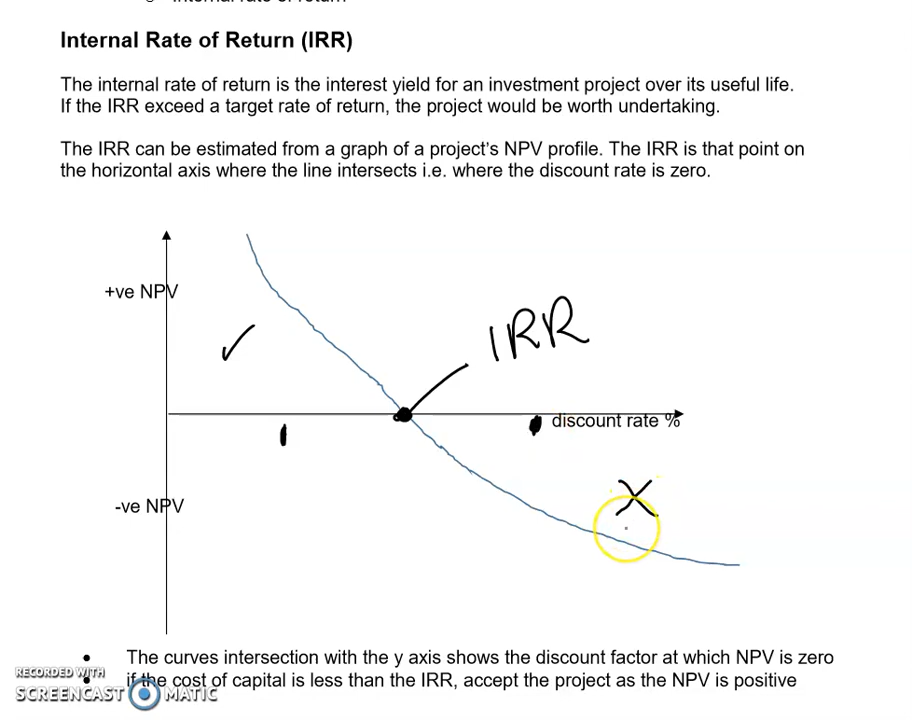 Internal Rate of Return (IRR)
The internal rate of return is the interest yield for an investment project over its useful life.
If the IRR exceed a target rate of return, the project would be worth undertaking.
The IRR can be estimated from a graph of a project's NPV profile. The IRR is that point on
the horizontal axis where the line intersects i.e. where the discount rate is zero.
+ve NPV
IRR
discount rate %
-ve NPV
X
• The curves intersection with the y axis shows the discount factor at which NPV is zero
• if the cost of capital is less than the IRR, accept the project as the NPV is positive
RECORDED WITH
SCREENCAST MATIC